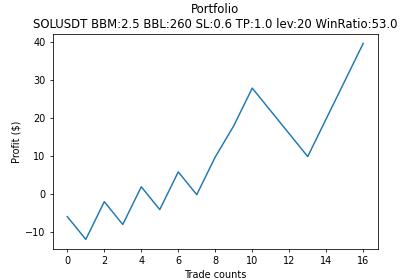 Portfolio
SOLUSDT BBM:2.5 BBL:260 SL:0.6 TP:1.0 lev:20 WinRatio:53.0
40
30
20
10
0
−10
Profit ($)
0 2 4 6 8 10 12 14 16
Trade counts